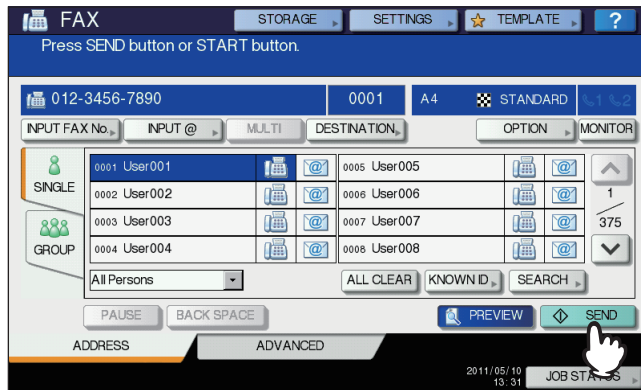 FAX STORAGE SETTINGS TEMPLATE ?
Press SEND button or START button.
012-3456-7890 0001 A4 STANDARD 1 2
INPUT FAX No. INPUT @ MULTI DESTINATION OPTION MONITOR
SINGLE
GROUP
0001 User001 @ 0005 User005 @
0002 User002 @ 0006 User006 @
0003 User003 @ 0007 User007 @
0004 User004 @ 0008 User008 @
1
375
All Persons ALL CLEAR KNOWN ID SEARCH
PAUSE BACK SPACE PREVIEW SEND
ADDRESS ADVANCED
2011/05/10
13:31 JOB STATUS